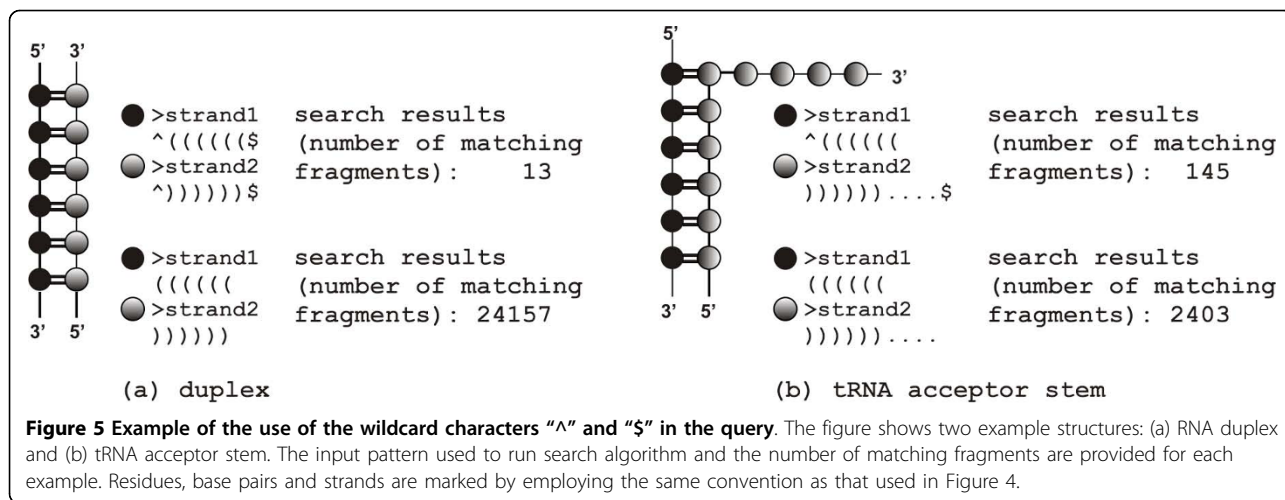 5’ 3’
>strand1
^((((((&#36;
>strand2
^))))))&#36;
search results
(number of matching
fragments): 13
>strand1
((((((
>strand2
))))))
search results
(number of matching
fragments): 24157
3’ 5’
(a) duplex
5’
3’
>strand1
^((((((
>strand2
))))))....$
search results
(number of matching
fragments): 145
>strand1
((((((
>strand2
))))))....
search results
(number of matching
fragments): 2403
3’ 5’
(b) tRNA acceptor stem
Figure 5 Example of the use of the wildcard characters “^” and “$” in the query. The figure shows two example structures: (a) RNA duplex
and (b) tRNA acceptor stem. The input pattern used to run search algorithm and the number of matching fragments are provided for each
example. Residues, base pairs and strands are marked by employing the same convention as that used in Figure 4.